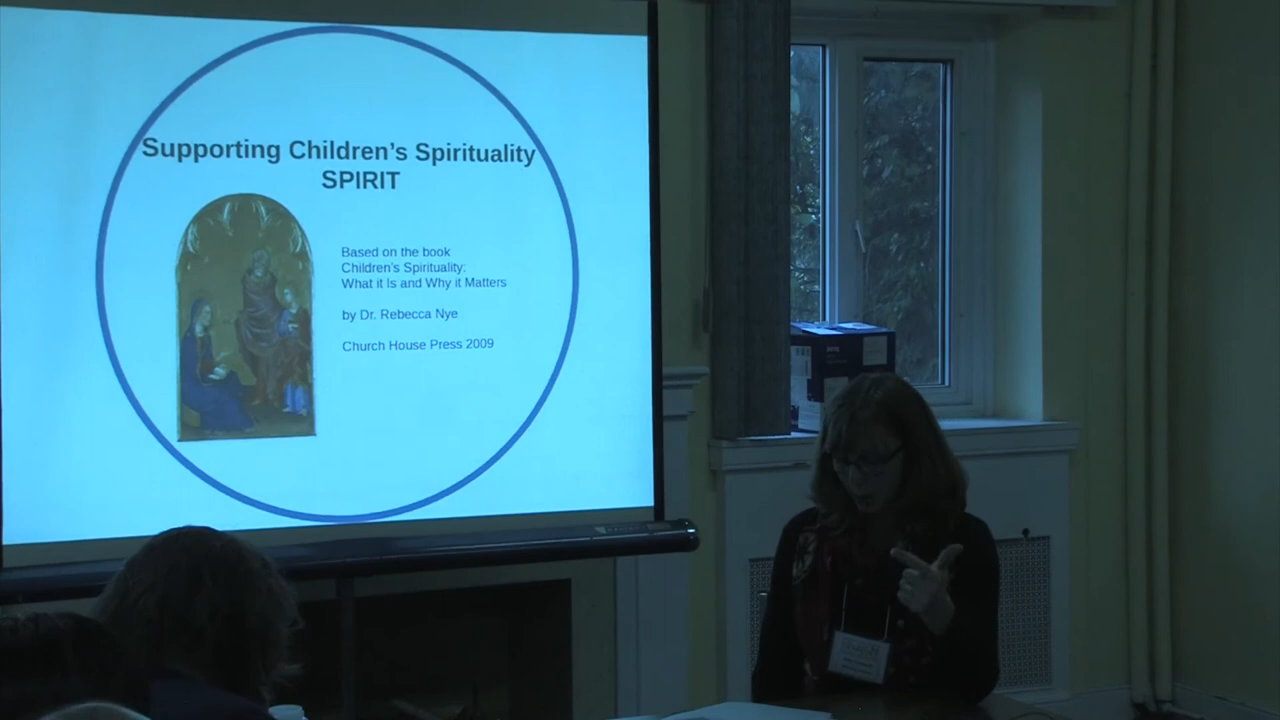 Supporting Children's Spirituality
SPIRIT
Based on the book
Children's Spirituality:
What it Is and Why it Matters
by Dr. Rebecca Nye
Church House Press 2009